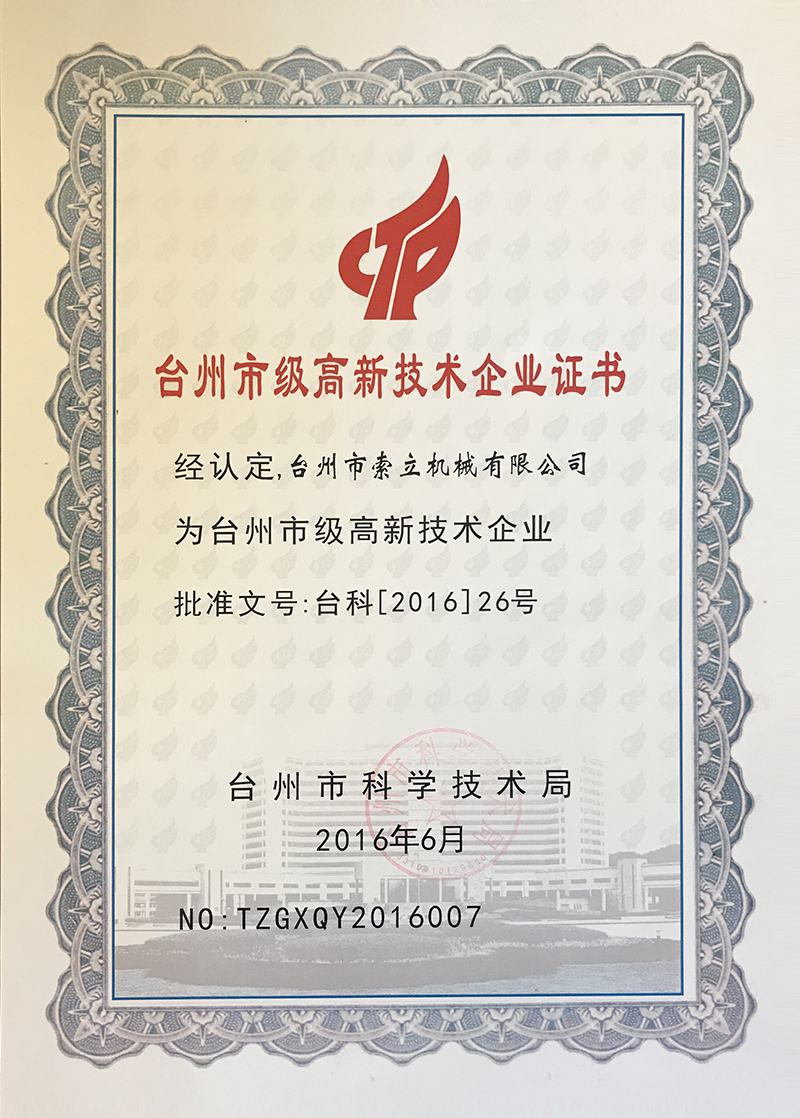 CTP
台州市级高新技术企业证书
经认定,台州市索立机械有限公司
为台州市级高新技术企业
批准文号:台科[2016]26号
台州市科学技术局
2016年6月
NO:TZGXQY2016007